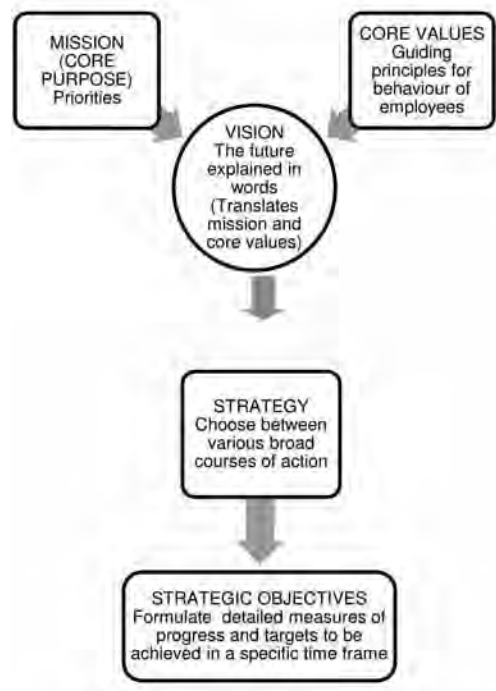 MISSION
(CORE
PURPOSE)
Priorities
CORE VALUES
Guiding
principles for
behaviour of
employees
VISION
The future
explained in
words
(Translates
mission and
core values)
STRATEGY
Choose between
various broad
courses of action
STRATEGIC OBJECTIVES
Formulate detailed measures of
progress and targets to be
achieved in a specific time frame